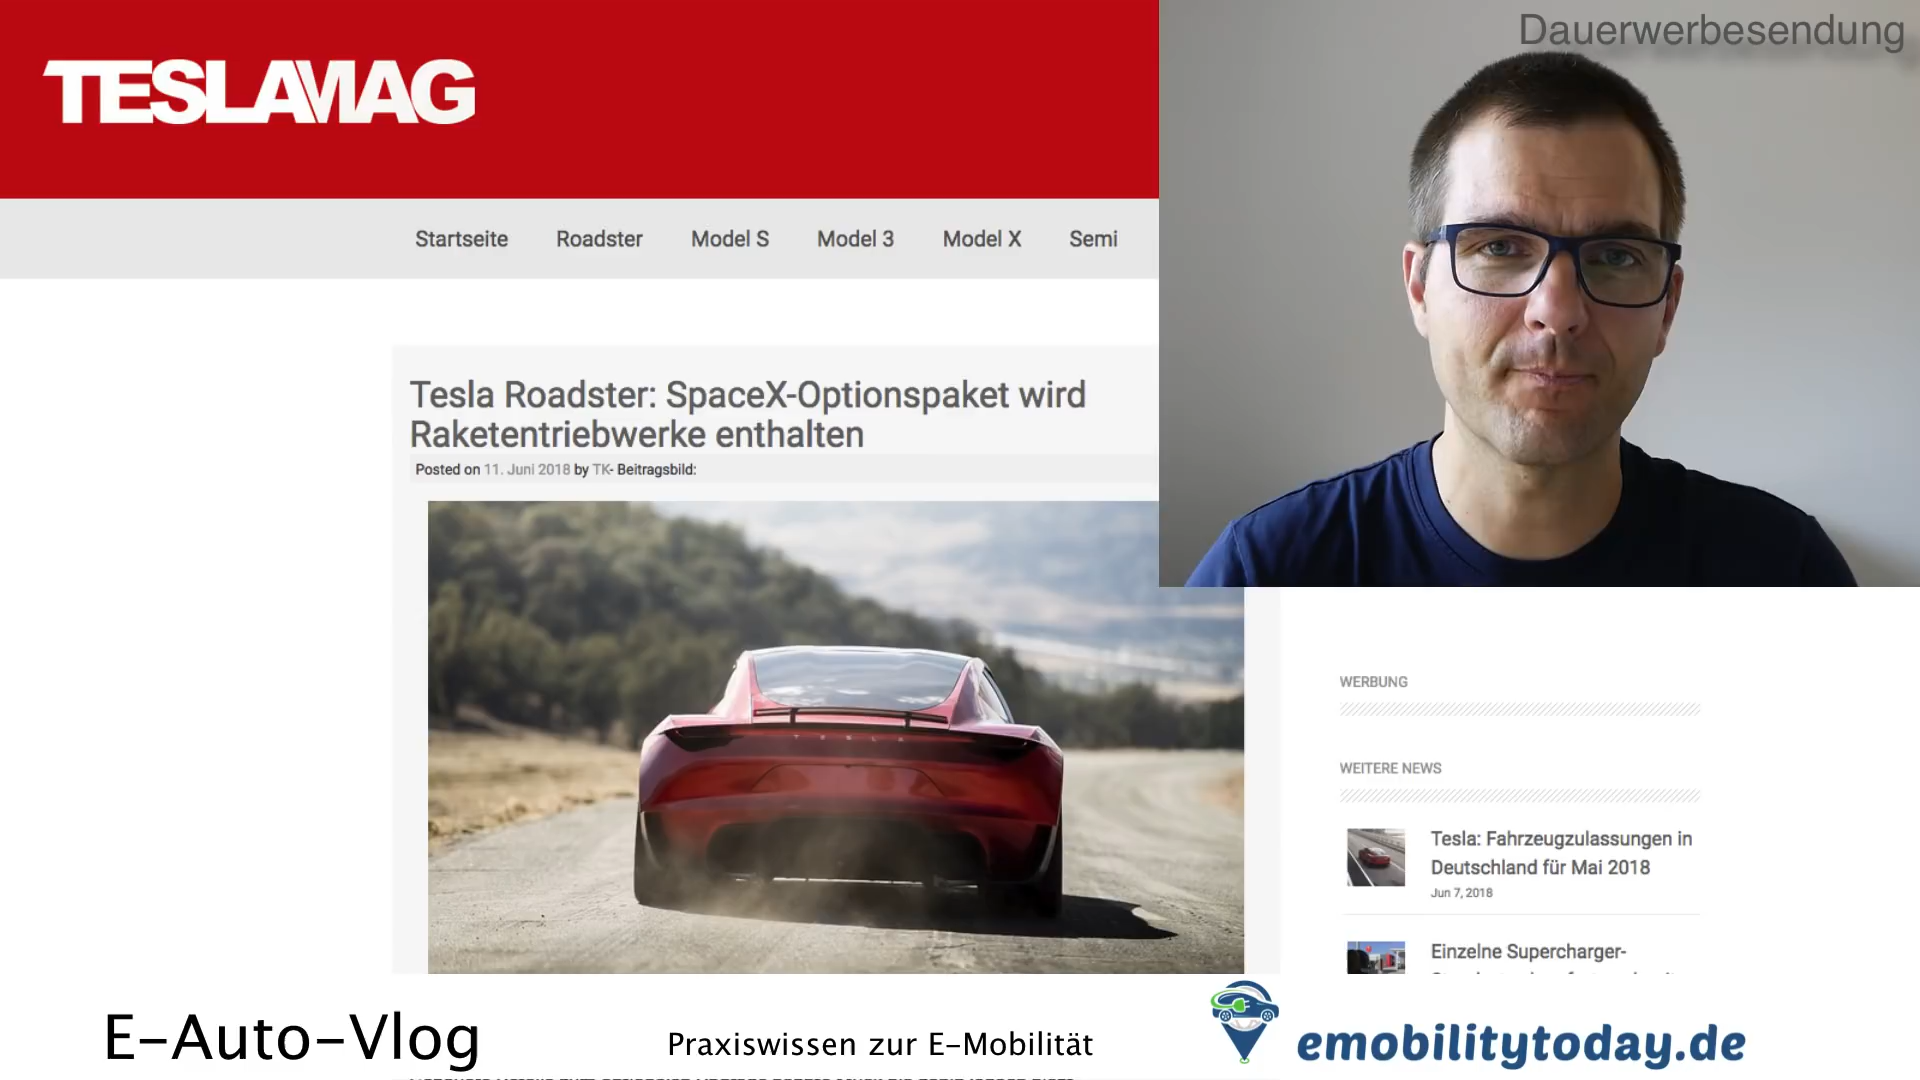 Dauerwerbesendung
TESLAMAG
Startseite Roadster Model S Model 3 Model X Semi
Tesla Roadster: SpaceX-Optionspaket wird
Raketentriebwerke enthalten
Posted on 11. Juni 2018 by TK- Beitragsbild:
TESLA
WERBUNG
WEITERE NEWS
Tesla: Fahrzeugzulassungen in
Deutschland für Mai 2018
Jun 7, 2018
Einzelne Supercharger-
E-Auto-Vlog
Praxiswissen zur E-Mobilität
emobilitytoday.de